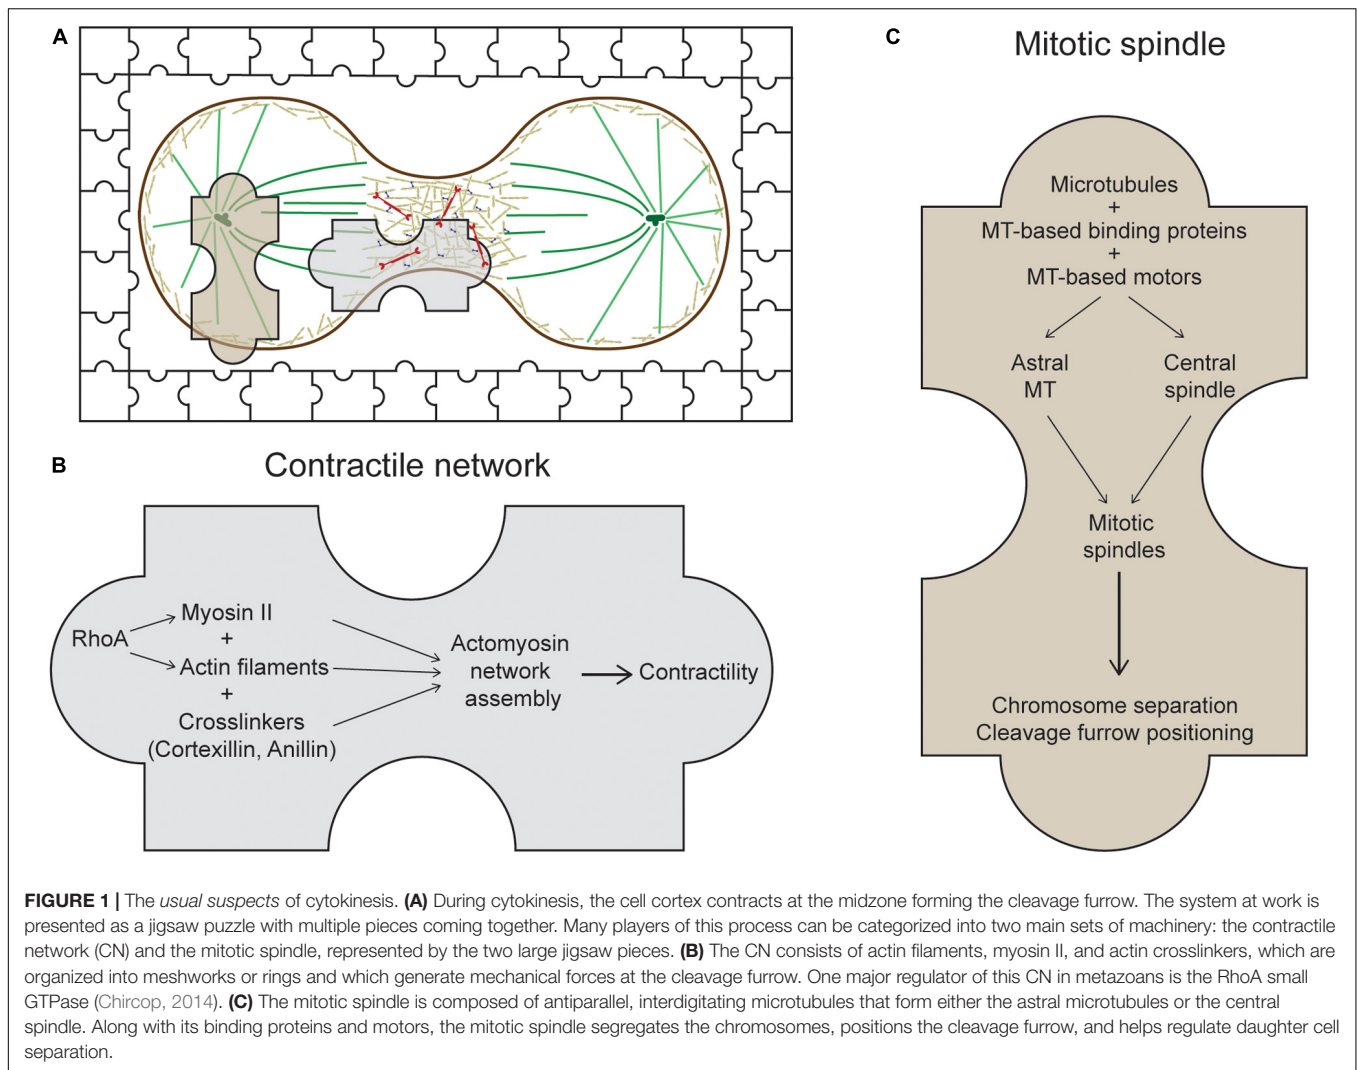 A
B
Contractile network
RhoA
Myosin II
+
Actin filaments
+
Crosslinkers
(Cortexillin, Anillin)
Actomyosin
network
assembly
Contractility
C
Mitotic spindle
Microtubules
+
MT-based binding proteins
+
MT-based motors
Astral
MT
Central
spindle
Mitotic
spindles
Chromosome separation
Cleavage furrow positioning
FIGURE 1 | The usual suspects of cytokinesis. (A) During cytokinesis, the cell cortex contracts at the midzone forming the cleavage furrow. The system at work is
presented as a jigsaw puzzle with multiple pieces coming together. Many players of this process can be categorized into two main sets of machinery: the contractile
network (CN) and the mitotic spindle, represented by the two large jigsaw pieces. (B) The CN consists of actin filaments, myosin II, and actin crosslinkers, which are
organized into meshworks or rings and which generate mechanical forces at the cleavage furrow. One major regulator of this CN in metazoans is the RhoA small
GTPase (Chircop, 2014). (C) The mitotic spindle is composed of antiparallel, interdigitating microtubules that form either the astral microtubules or the central
spindle. Along with its binding proteins and motors, the mitotic spindle segregates the chromosomes, positions the cleavage furrow, and helps regulate daughter cell
separation.